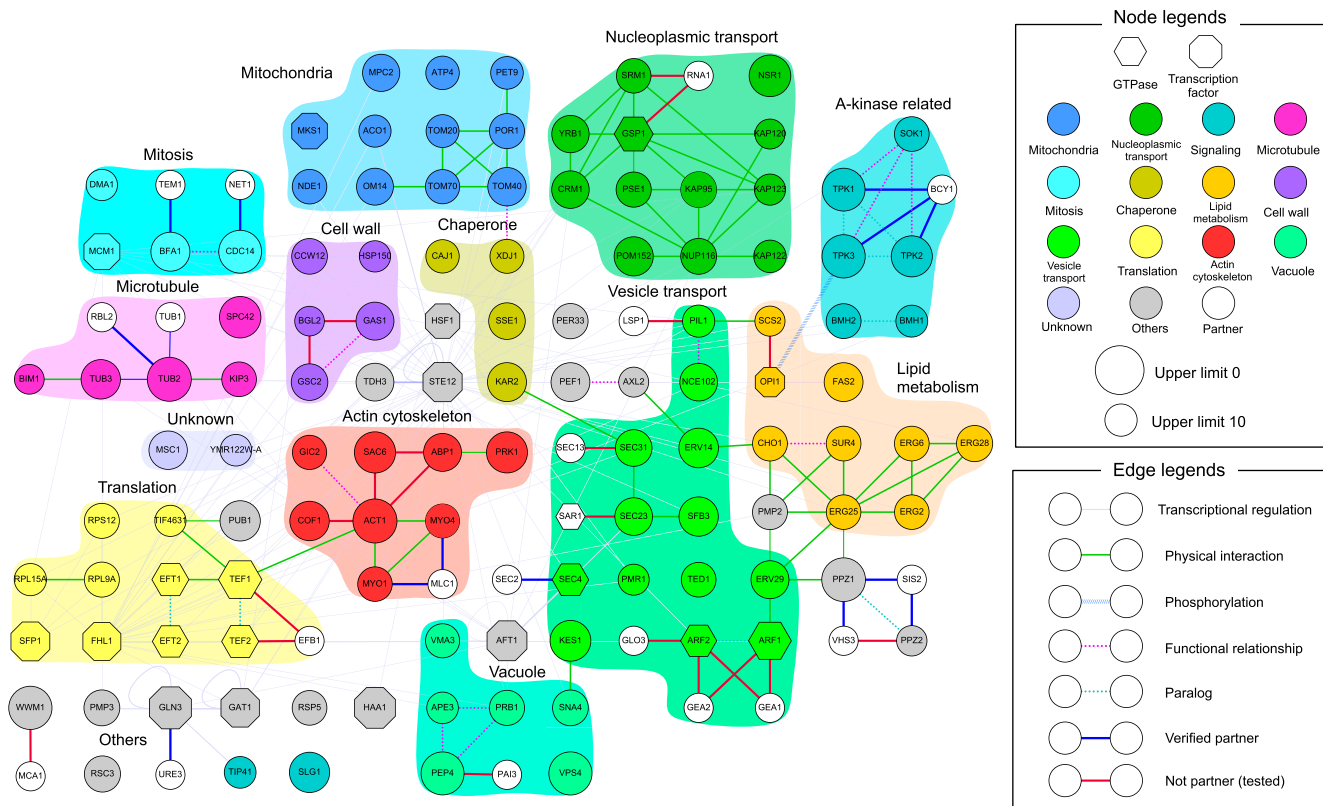 Mitochondria
MPC2
ATP4
PET9
MKS1
ACO1
TOM20
POR1
NDE1
OM14
TOM70
TOM40
Nucleoplasmic transport
SRM1
RNA1
NSR1
YRB1
GSP1
KAP120
CRM1
PSE1
KAP95
KAP123
POM152
NUP116
KAP122
A-kinase related
SOK1
TPK1
BCY1
TPK3
TPK2
BMH2
BMH1
Mitosis
DMA1
TEM1
NET1
MCM1
BFA1
CDC14
Cell wall
CCW12
HSP150
BGL2
GAS1
GSC2
Chaperone
CAJ1
XDJ1
SSE1
KAR2
HSF1
PER33
TDH3
STE12
PEF1
AXL2
Microtubule
RBL2
TUB1
SPC42
BIM1
TUB3
TUB2
KIP3
Unknown
MSC1
YMR122W-A
Vesicle transport
LSP1
PIL1
NCE102
SEC13
SEC31
ERV14
SAR1
SEC23
SFB3
SEC2
SEC4
PMR1
TED1
ERV29
KES1
GLO3
ARF2
ARF1
SNA4
GEA2
GEA1
Lipid
metabolism
SCS2
OPI1
FAS2
CHO1
SUR4
ERG6
ERG28
PMP2
ERG25
ERG2
PPZ1
SIS2
VHS3
PPZ2
Actin cytoskeleton
GIC2
SAC6
ABP1
PRK1
COF1
ACT1
MYO4
MYO1
MLC1
Translation
RPS12
TIF4631
PUB1
RPL15A
RPL9A
EFT1
TEF1
SFP1
FHL1
EFT2
TEF2
EFB1
VMA3
AFT1
Vacuole
APE3
PRB1
PEP4
PAI3
VPS4
WWM1
PMP3
GLN3
GAT1
RSP5
HAA1
Others
MCA1
RSC3
URE3
TIP41
SLG1
Node legends
GTPase
Transcription
factor
Mitochondria
Nucleoplasmic
transport
Signaling
Microtubule
Mitosis
Chaperone
Lipid
metabolism
Cell wall
Vesicle
transport
Translation
Actin
cytoskeleton
Vacuole
Unknown
Others
Partner
Upper limit 0
Upper limit 10
Edge legends
Transcriptional regulation
Physical interaction
Phosphorylation
Functional relationship
Paralog
Verified partner
Not partner (tested)